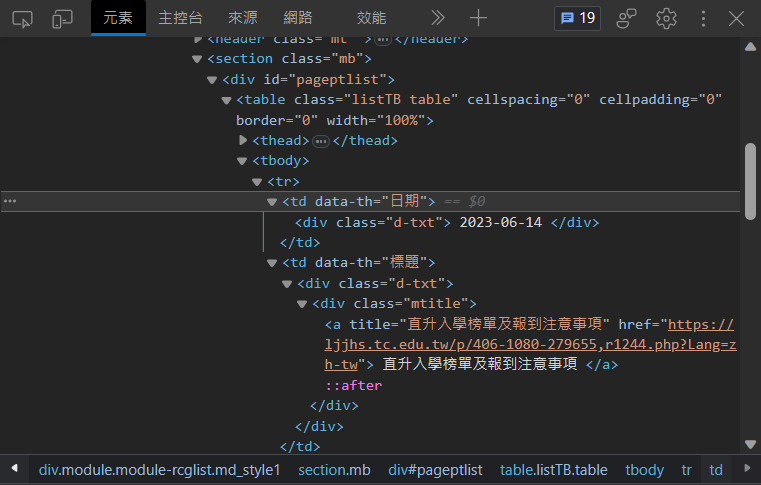 元素 主控台 來源 網路 效能 19
<header class="mt ">…</header>
<section class="mb">
<div id="pageptlist">
<table class="listTB table" cellspacing="0" cellpadding="0"
border="0" width="100%">
<thead>…</thead>
<tbody>
<tr>
… <td data-th="日期"> == $0
<div class="d-txt"> 2023-06-14 </div>
</td>
<td data-th="標題">
<div class="d-txt">
<div class="mtitle">
<a title="直升入學榜單及報到注意事項" href="https:/
ljjhs.tc.edu.tw/p/406-1080-279655,r1244.php?Lang=z
h-tw"> 直升入學榜單及報到注意事項 </a>
::after
</div>
</div>
</td>
div.module.module-rcglist.md_style1 section.mb div#pageptlist table.listTB.table tbody tr td